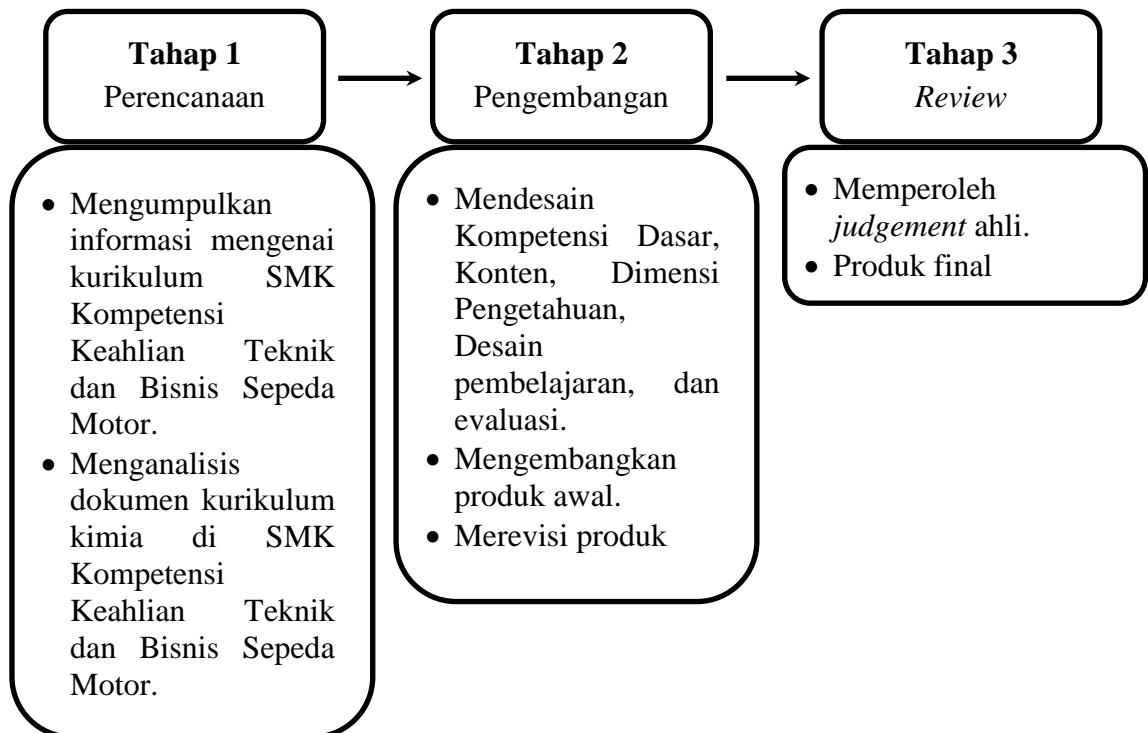 Tahap 1
Perencanaan
Tahap 2
Pengembangan
Tahap 3
Review
• Mengumpulkan
informasi mengenai
kurikulum SMK
Kompetensi
Keahlian Teknik
dan Bisnis Sepeda
Motor.
• Menganalisis
dokumen kurikulum
kimia di SMK
Kompetensi
Keahlian Teknik
dan Bisnis Sepeda
Motor.
• Mendesain
Kompetensi Dasar,
Konten, Dimensi
Pengetahuan,
Desain
pembelajaran, dan
evaluasi.
• Mengembangkan
produk awal.
• Merevisi produk
• Memperoleh
judgement ahli.
• Produk final